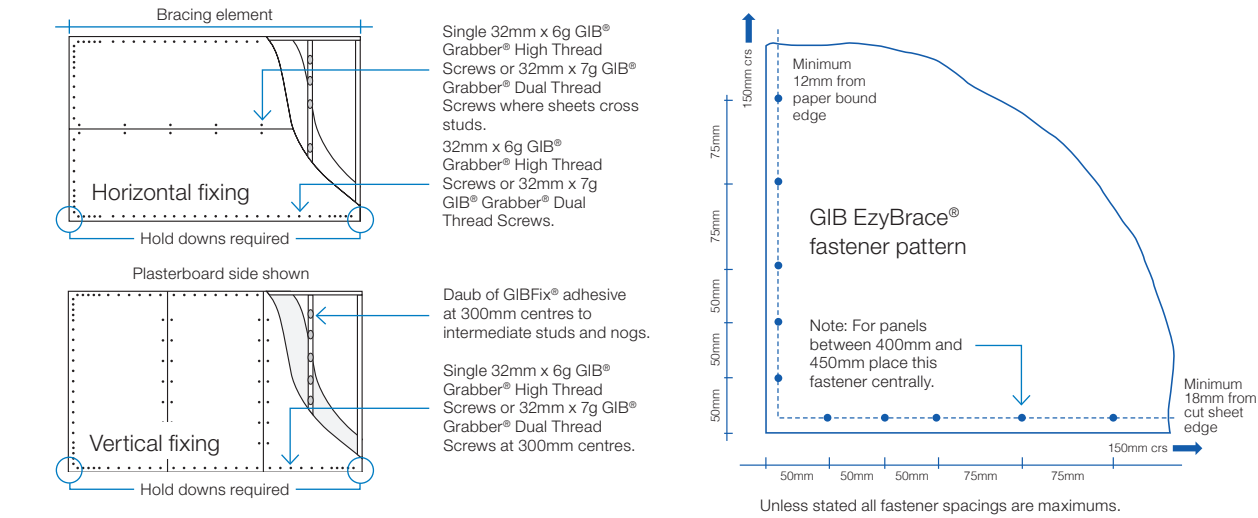 Bracing element
Single 32mm x 6g GIB®
Grabber® High Thread
Screws or 32mm x 7g GIB®
Grabber® Dual Thread
Screws where sheets cross
studs.
32mm x 6g GIB®
Grabber® High Thread
Screws or 32mm x 7g
GIB® Grabber® Dual
Thread Screws.
Horizontal fixing
Hold downs required
Plasterboard side shown
Daub of GIBFix® adhesive
at 300mm centres to
intermediate studs and nogs.
Single 32mm x 6g GIB®
Grabber® High Thread
Screws or 32mm x 7g GIB®
Grabber® Dual Thread
Screws at 300mm centres.
Vertical fixing
Hold downs required
150mm crs
Minimum
12mm from
paper bound
edge
75mm
75mm
50mm
50mm
50mm
GIB EzyBrace®
fastener pattern
Note: For panels
between 400mm and
450mm place this
fastener centrally.
Minimum
18mm from
cut sheet
edge
150mm crs
50mm
50mm
50mm
75mm
75mm
Unless stated all fastener spacings are maximums.